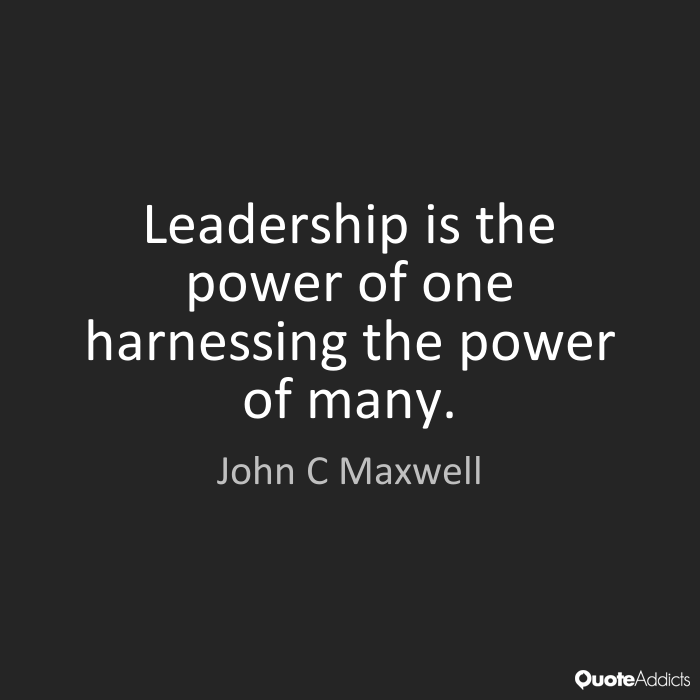 Leadership is the
power of one
harnessing the power
of many.
John C Maxwell
QuoteAddicts